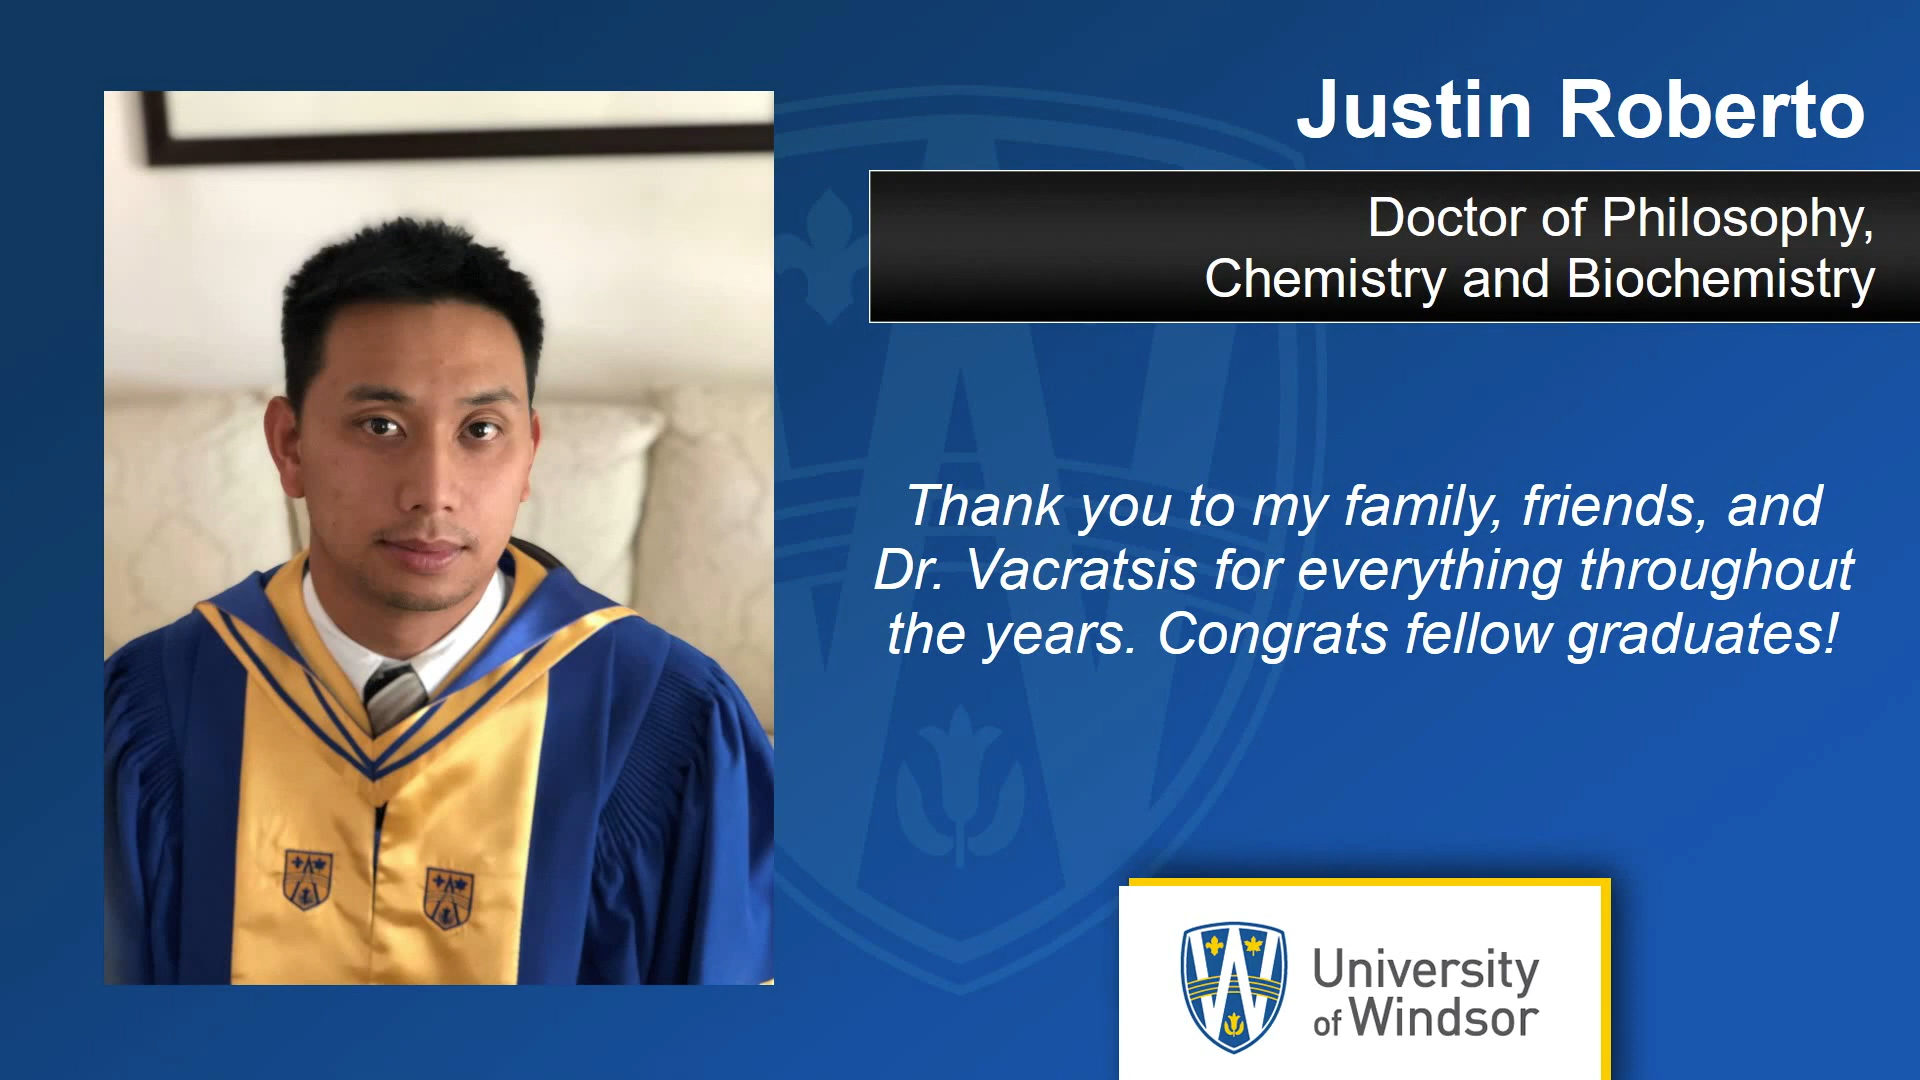 Justin Roberto
Doctor of Philosophy,
Chemistry and Biochemistry
Thank you to my family, friends, and
Dr. Vacratsis for everything throughout
the years. Congrats fellow graduates!
University
of Windsor